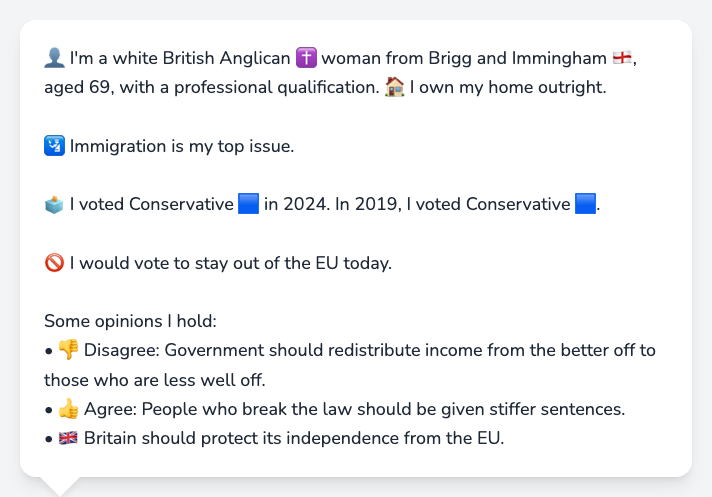 👤 I'm a white British Anglican ✝️ woman from Brigg and Immingham 🏴󠁧󠁢󠁥󠁮󠁧󠁿,
aged 69, with a professional qualification. 🏠 I own my home outright.
🛂 Immigration is my top issue.
🗳️ I voted Conservative 🟦 in 2024. In 2019, I voted Conservative 🟦.
🚫 I would vote to stay out of the EU today.
Some opinions I hold:
• 👎 Disagree: Government should redistribute income from the better off to
those who are less well off.
• 👍 Agree: People who break the law should be given stiffer sentences.
• 🇬🇧 Britain should protect its independence from the EU.